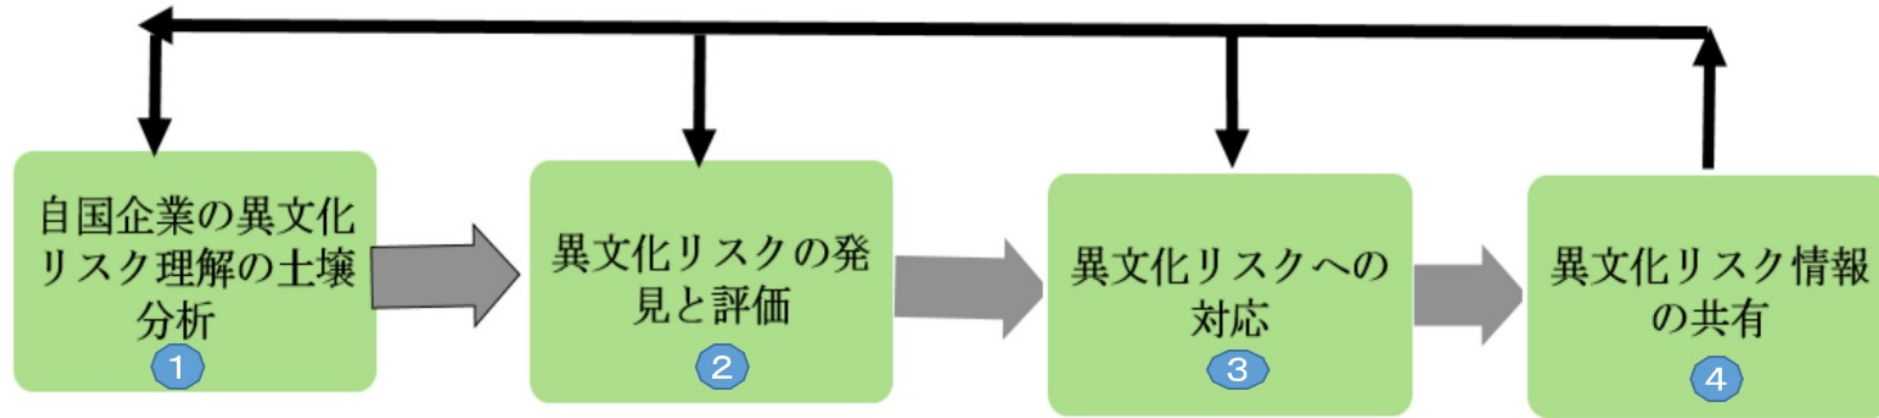 自国企業の異文化
リスク理解の土壌
分析
1
異文化リスクの発
見と評価
2
異文化リスクへの
対応
3
異文化リスク情報
の共有
4